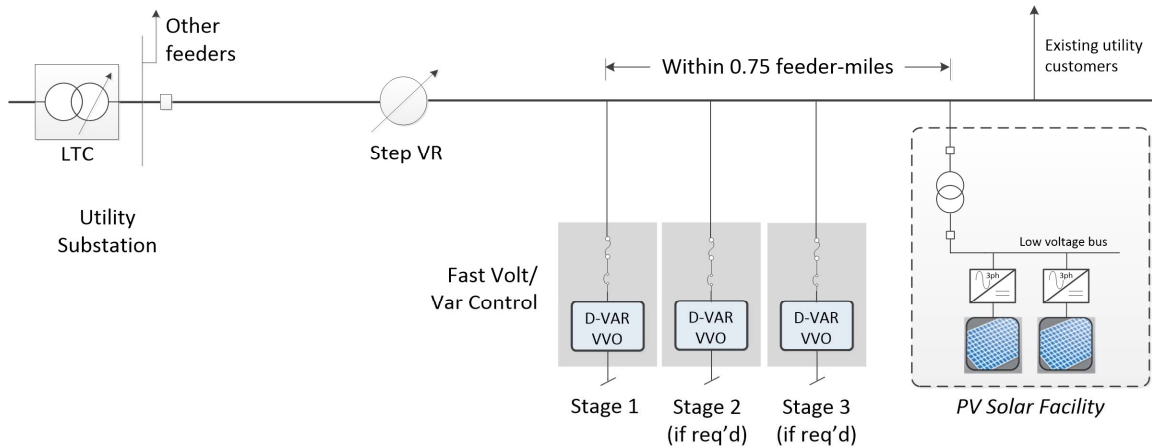 Other
feeders
Existing utility
customers
Within 0.75 feeder-miles
LTC
Step VR
Utility
Substation
Low voltage bus
3ph
3ph
Fast Volt/
Var Control
D-VAR
VVO
D-VAR
VVO
D-VAR
VVO
Stage 1
Stage 2
(if req'd)
Stage 3
(if req'd)
PV Solar Facility